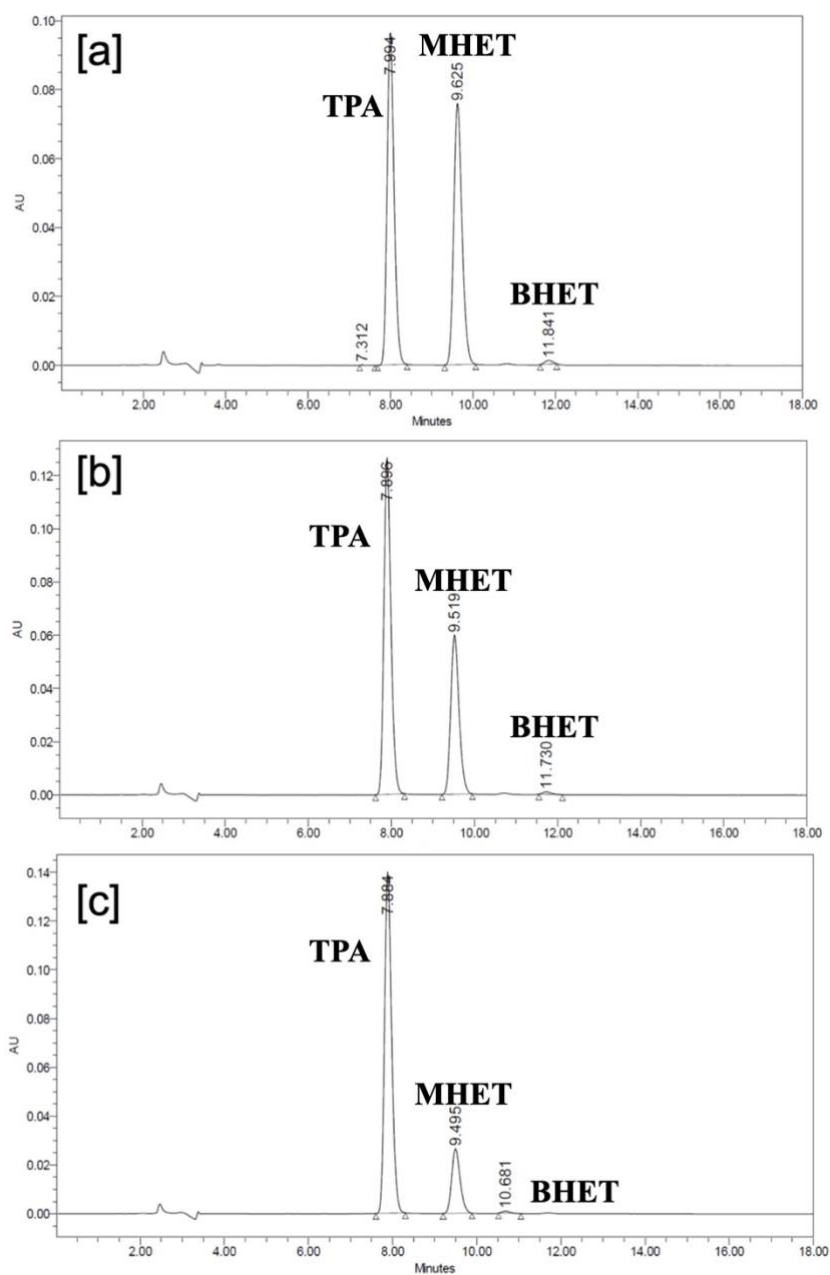 [a]
TPA
7.994
MHET
9.625
BHET
11.841
7.312
AU
0.10
0.08
0.06
0.04
0.02
0.00
2.00 4.00 6.00 8.00 10.00 12.00 14.00 16.00 18.00
Minutes
[b]
TPA
7.896
MHET
9.519
BHET
11.730
AU
0.12
0.10
0.08
0.06
0.04
0.02
0.00
2.00 4.00 6.00 8.00 10.00 12.00 14.00 16.00 18.00
Minutes
[c]
TPA
7.884
MHET
9.495
BHET
10.681
AU
0.14
0.12
0.10
0.08
0.06
0.04
0.02
0.00
2.00 4.00 6.00 8.00 10.00 12.00 14.00 16.00 18.00
Minutes